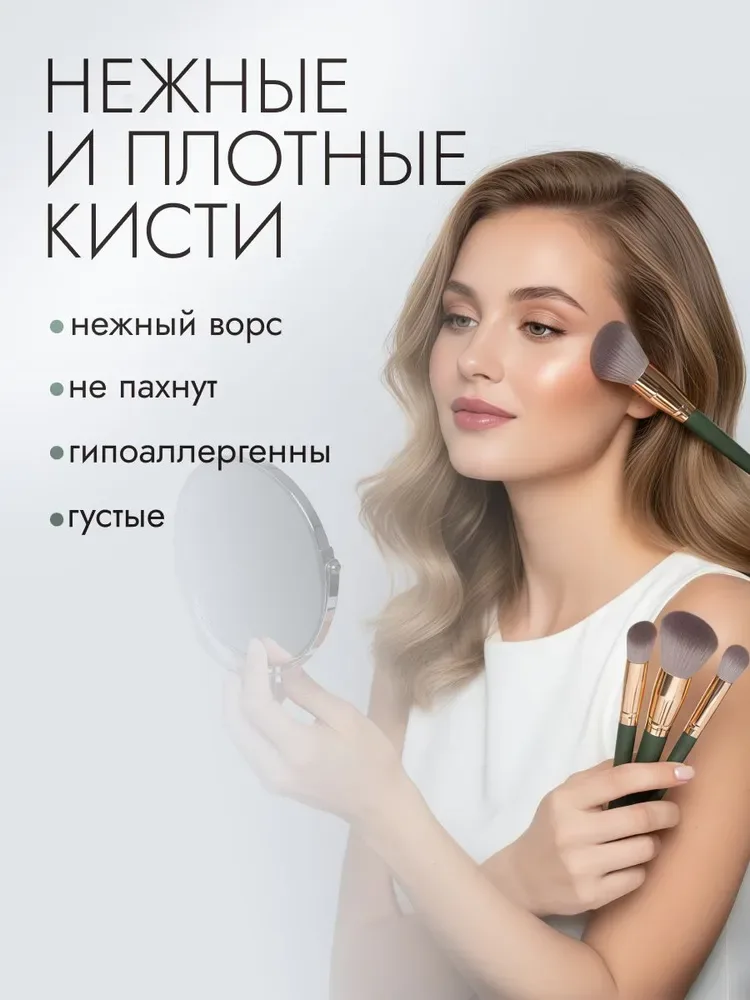 НЕЖНЫЕ
И ПЛОТНЫЕ
КИСТИ
нежный ворс
не пахнут
гипоаллергенны
густые